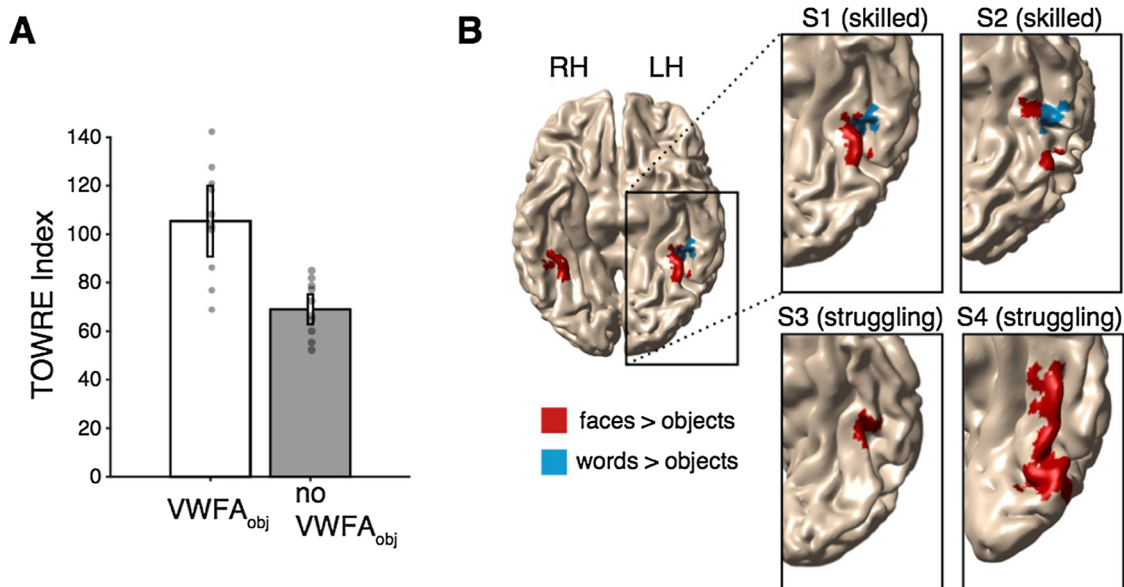 A
TOWRE Index
140
120
100
80
60
40
20
0
VWFAobj
no
VWFAobj
B
RH LH
S1 (skilled)
S2 (skilled)
S3 (struggling)
S4 (struggling)
faces > objects
words > objects